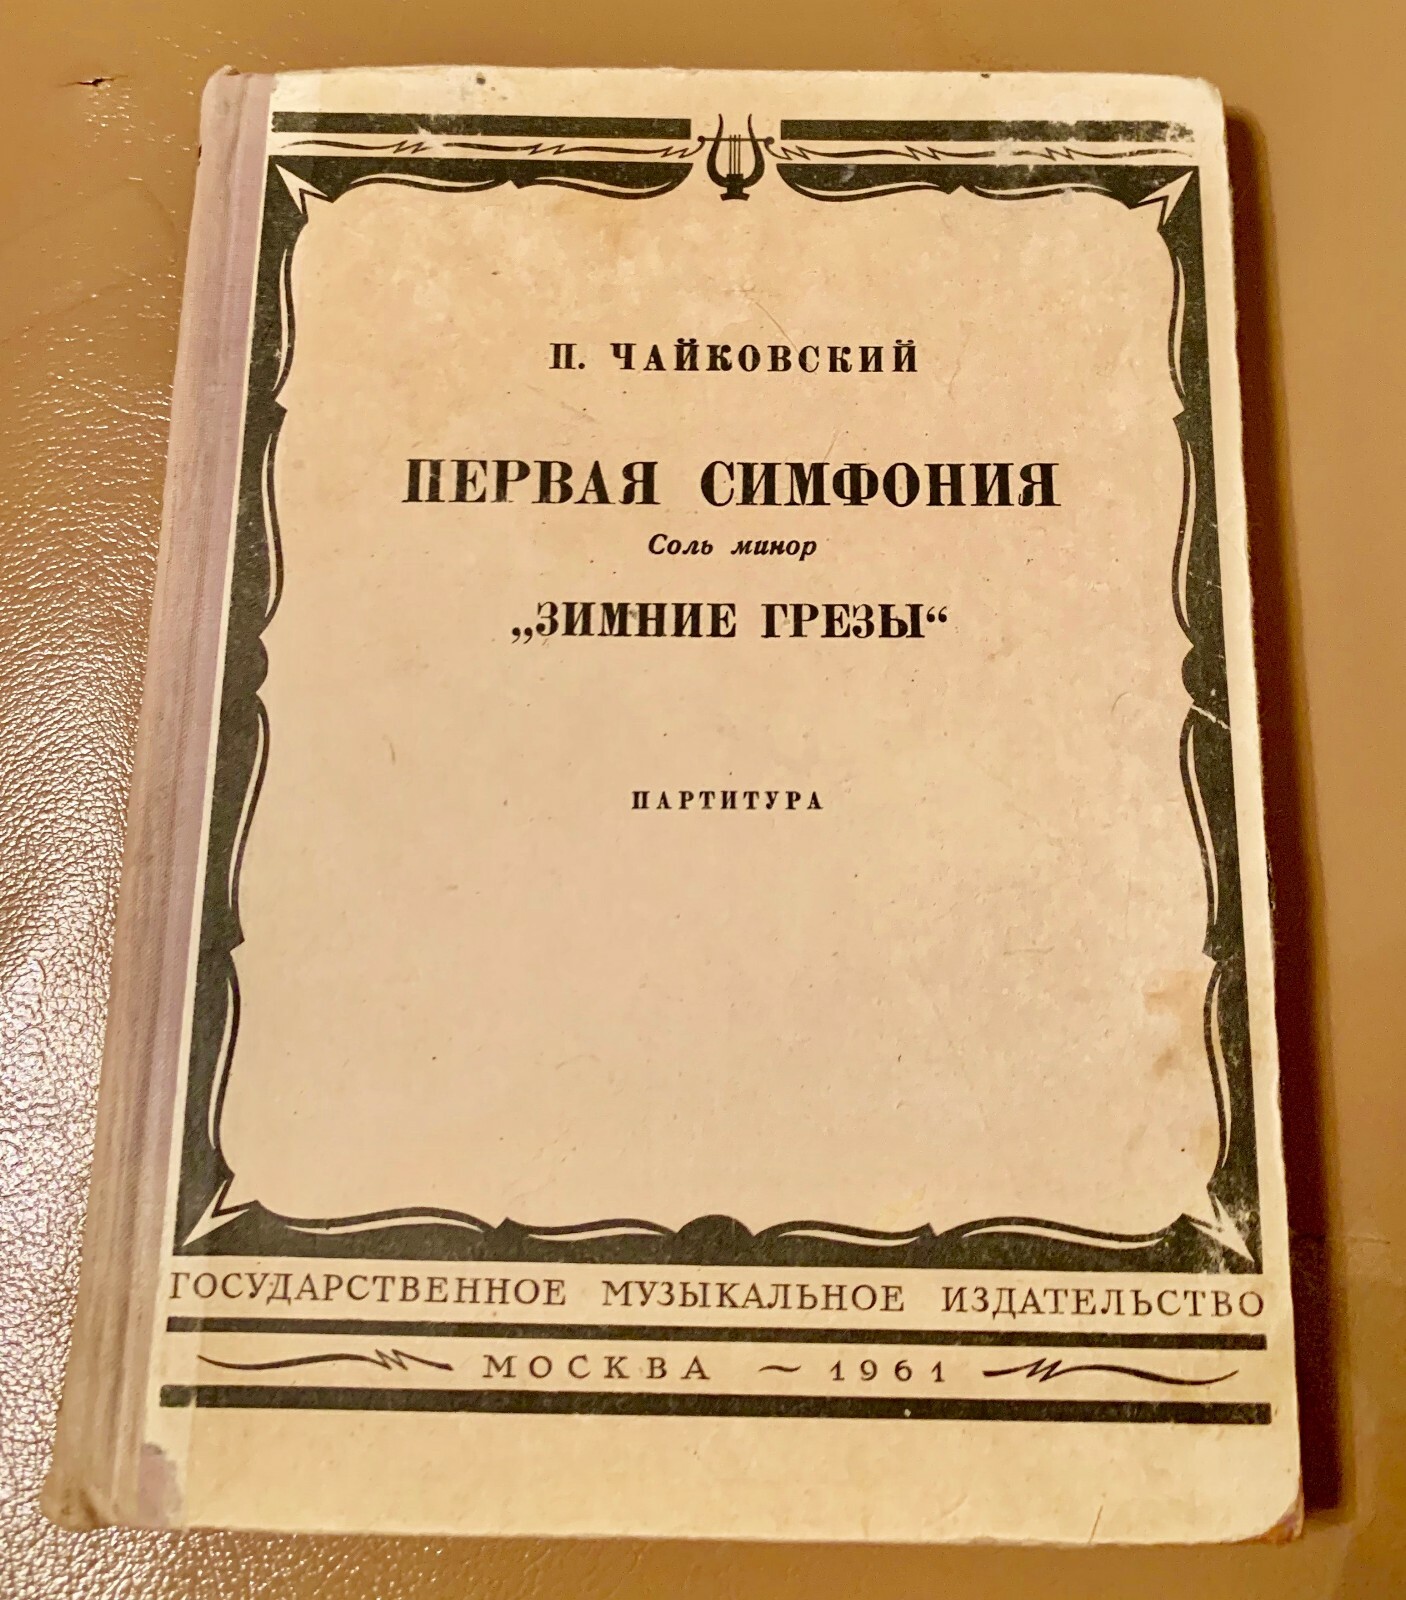 П. ЧАЙКОВСКИЙ
ПЕРВАЯ СИМФОНИЯ
Соль минор
„ЗИМНИЕ ГРЕЗЫ“
ПАРТИТУРА
ГОСУДАРСТВЕННОЕ МУЗЫКАЛЬНОЕ ИЗДАТЕЛЬСТВО
МОСКВА ~ 1961